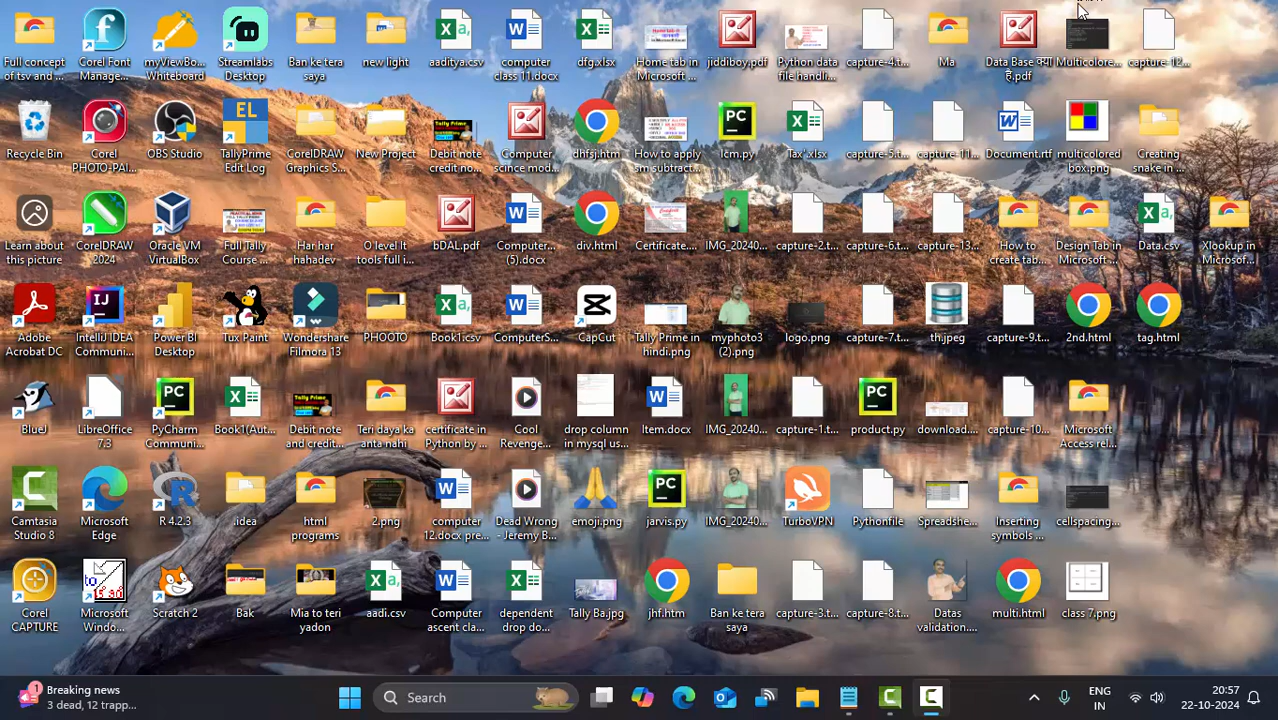 Full concept of tsv and ...
Corel Font Manage...
myViewBo... Whiteboard
Streamlabs Desktop
Ban ke tera saya
new light
aaditya.csv
computer class 11.docx
dfg.xlsx
Home tab in Microsoft ...
jiddiboy.pdf
Python data file handli...
capture-4.t...
Ma
Data Base क्या है.pdf
Multicolore...
capture-12...
Recycle Bin
Corel PHOTO-PAI...
OBS Studio
TallyPrime Edit Log
CorelDRAW Graphics S...
New Project
Debit note credit no...
Computer scince mod...
dhfsj.htm
How to apply sm subtract...
lcm.py
Tax'.xlsx
capture-5.t...
capture-11...
Document.rtf
multicolored box.png
Creating snake in ...
Learn about this picture
CorelDRAW 2024
Oracle VM VirtualBox
Full Tally Course ...
Har har hahadev
O level It tools full i...
bDAL.pdf
Computer... (5).docx
div.html
Certificate....
IMG_20240...
capture-2.t...
capture-6.t...
capture-13...
How to create tab...
Design Tab in Microsoft ...
Data.csv
Xlookup in Microsof...
Adobe Acrobat DC
IntelliJ IDEA Communi...
Power BI Desktop
Tux Paint
Wondershare Filmora 13
PHOOTO
Book1.csv
ComputerS...
CapCut
Tally Prime in hindi.png
myphoto3 (2).png
logo.png
capture-7.t...
th.jpeg
capture-9.t...
2nd.html
tag.html
BlueJ
LibreOffice 7.3
PyCharm Communi...
Book1(Aut...
Debit note and credit...
Teri daya ka anta nahi
certificate in Python by ...
Cool Revenge...
drop column in mysql us...
Item.docx
IMG_20240...
capture-1.t...
product.py
download....
capture-10...
Microsoft Access rel...
Camtasia Studio 8
Microsoft Edge
R 4.2.3
.idea
html programs
2.png
computer 12.docx pre...
Dead Wrong - Jeremy B...
emoji.png
jarvis.py
IMG_20240...
TurboVPN
Pythonfile
Spreadshe...
Inserting symbols ...
cellspacing...
Corel CAPTURE
Microsoft Windo...
Scratch 2
Bak
Mia to teri yadon
aadi.csv
Computer ascent cla...
dependent drop do...
Tally Ba.jpg
jhf.htm
Ban ke tera saya
capture-3.t...
capture-8.t...
Datas validation....
multi.html
class 7.png
1
Breaking news
3 dead, 12 trapp...
Search
ENG
IN
20:57
22-10-2024